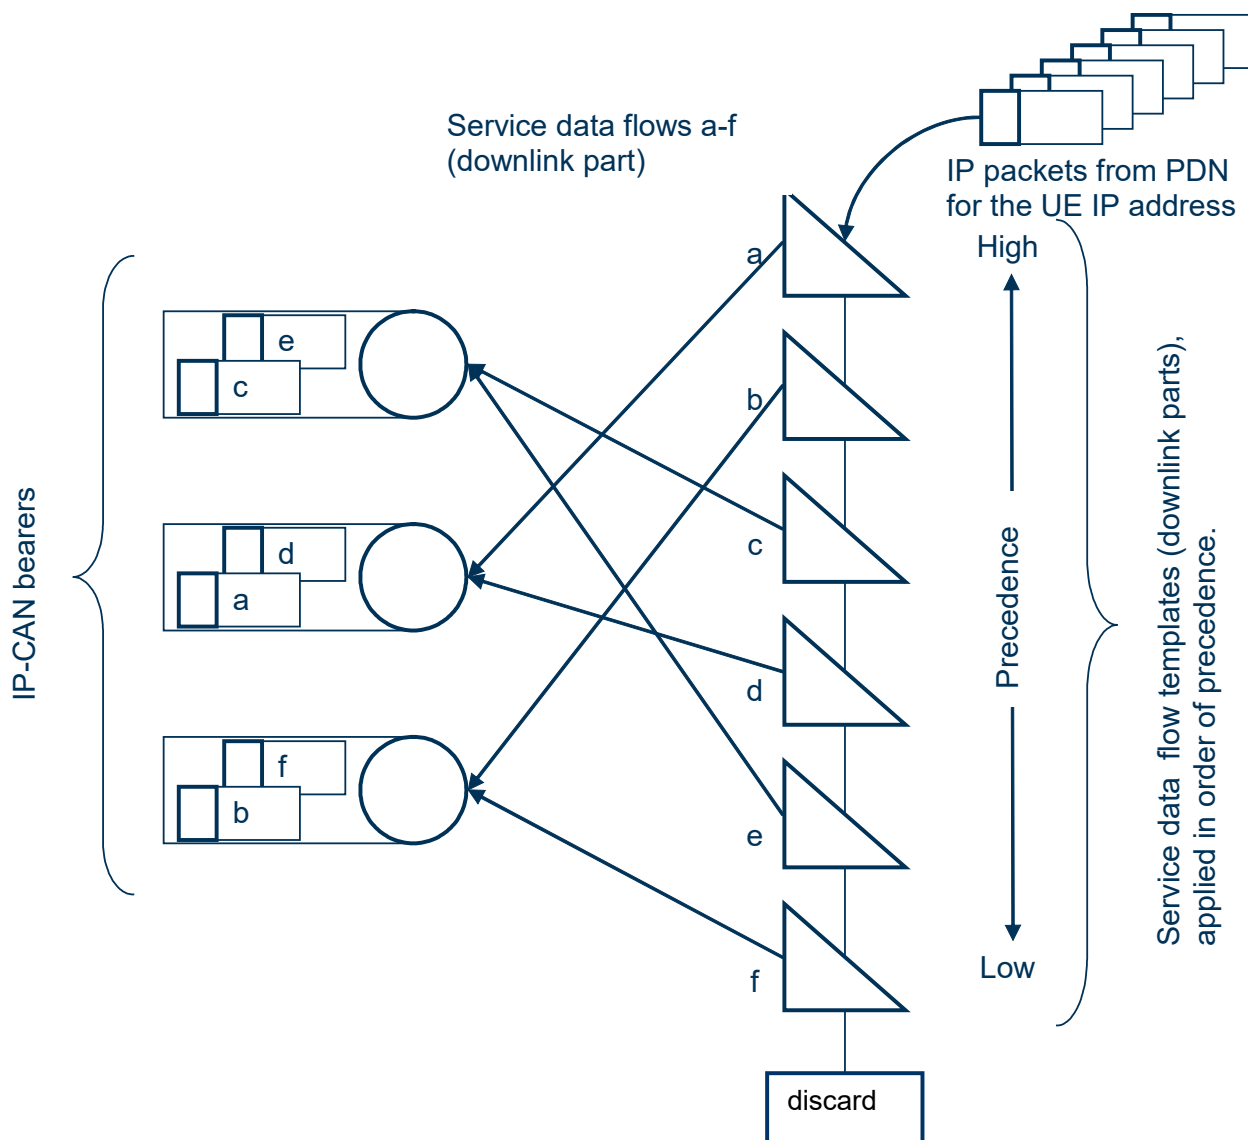 Service data flows a-f
(downlink part)
IP packets from PDN
for the UE IP address
High
a
e
c
b
c
IP-CAN bearers
d
a
Precedence
Service data flow templates (downlink parts),
applied in order of precedence.
d
f
b
e
Low
f
discard